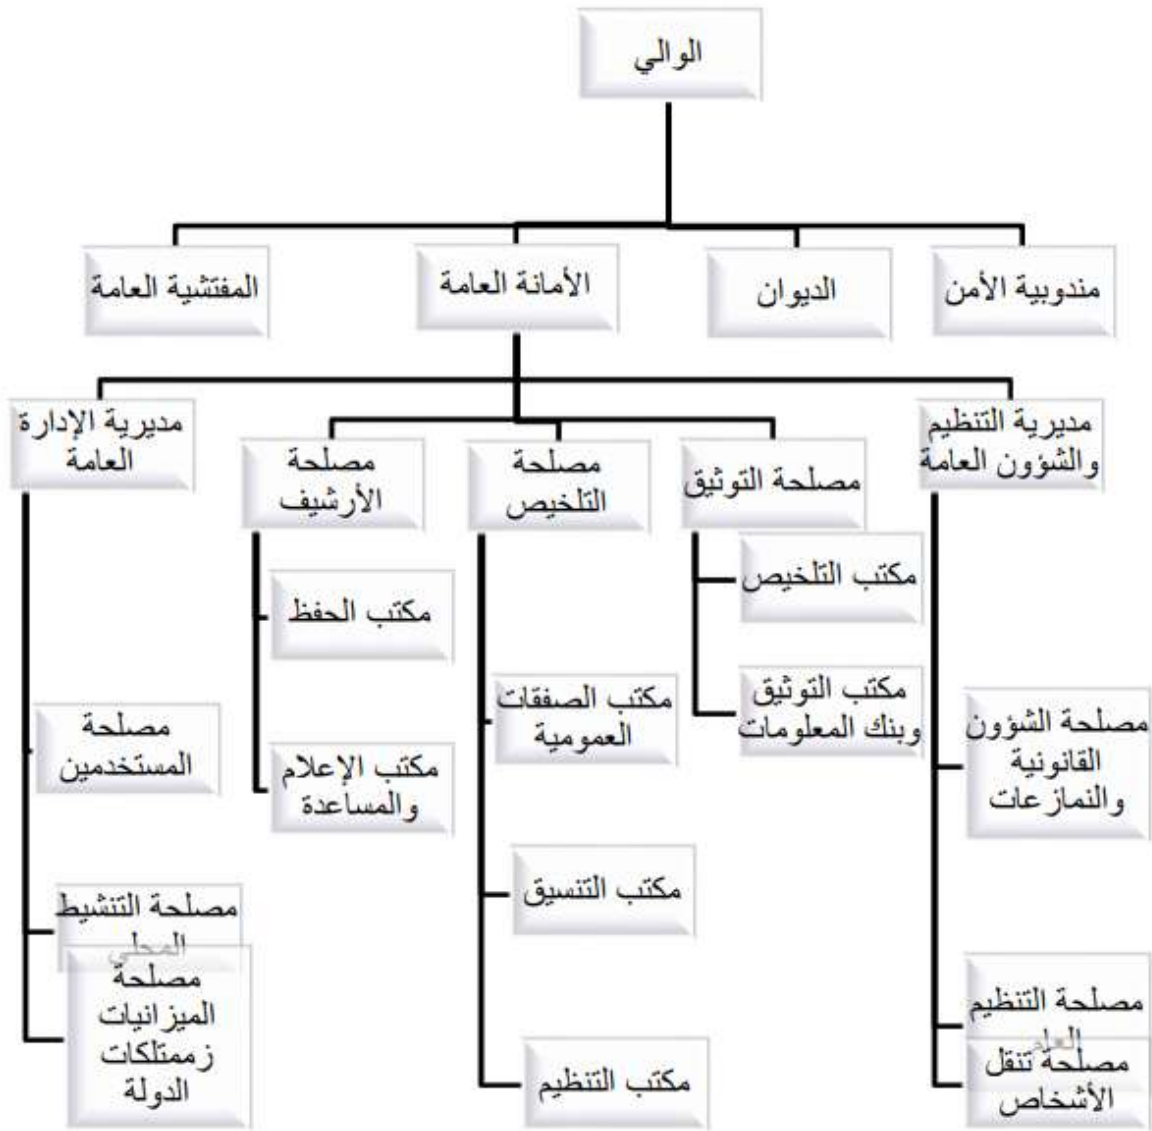 الوالي
مندوبية الأمن
الديوان
الأمانة العامة
المفتشية العامة
مديرية التنظيم
والشؤون العامة
مصلحة التوثيق
مصلحة
التلخيص
مصلحة
الأرشيف
مديرية الإدارة
العامة
مكتب التلخيص
مكتب التوثيق
وبنك المعلومات
مكتب الصفقات
العمومية
مكتب التنسيق
مكتب التنظيم
مكتب الحفظ
مكتب الإعلام
والمساعدة
مصلحة الشؤون
القانونية
والنمازعات
مصلحة التنظيم
العام
مصلحة تنقل
الأشخاص
مصلحة
المستخدمين
مصلحة التنشيط
المحلي
مصلحة
الميزانيات
زممتلكات
الدولة